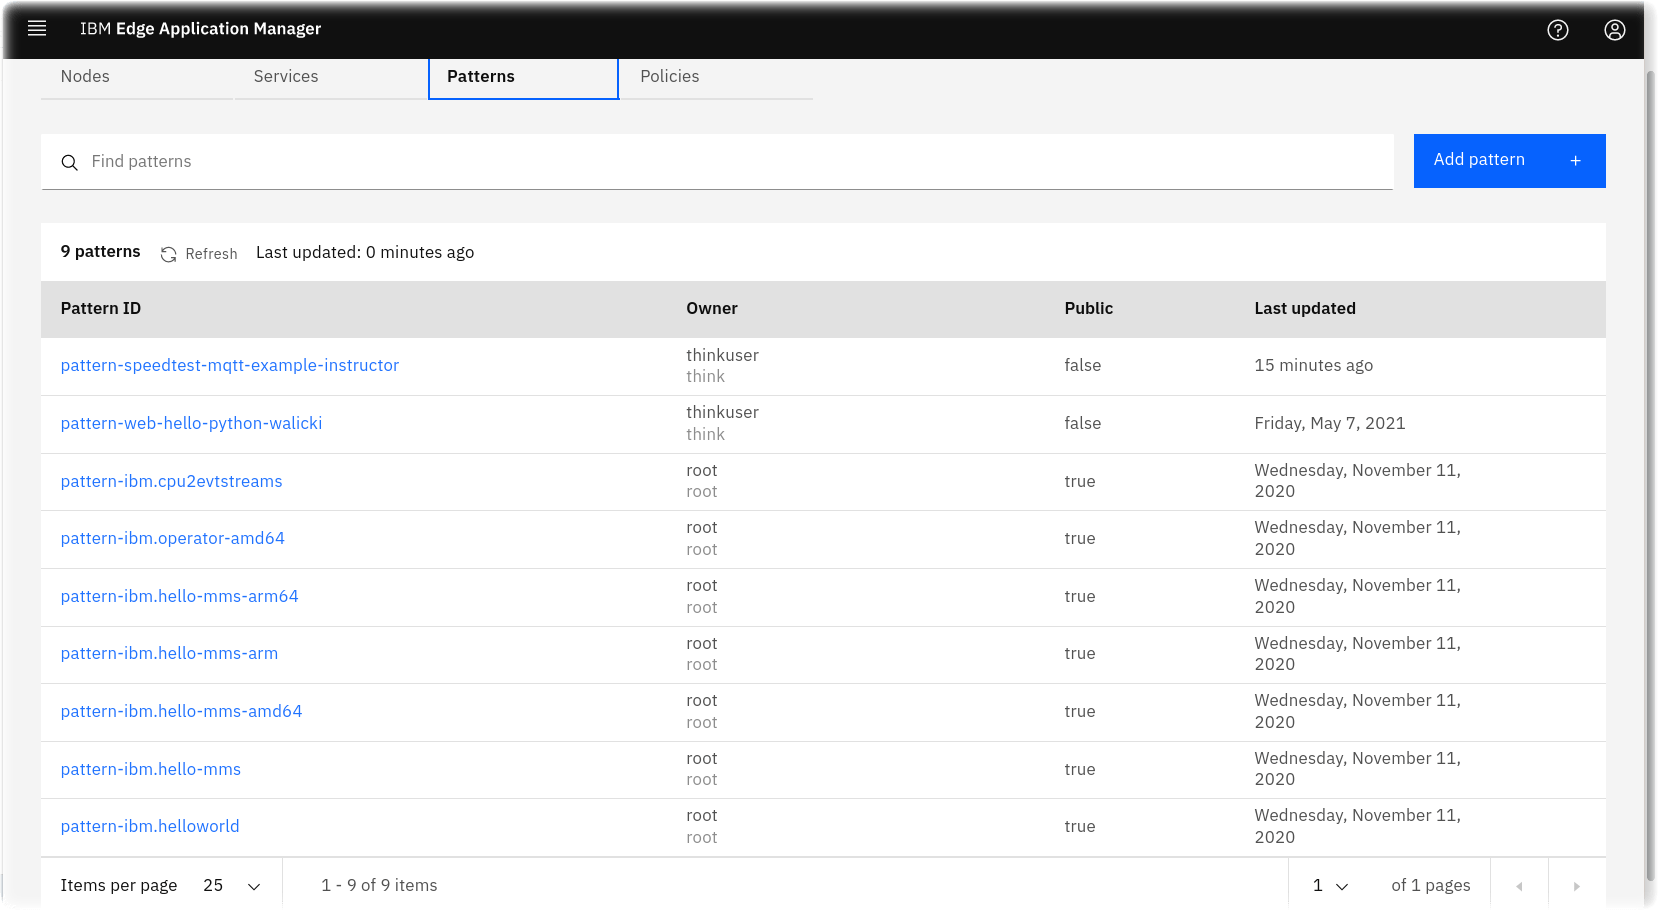 IBM Edge Application Manager
Nodes Services Patterns Policies
Find patterns
Add pattern +
9 patterns Refresh Last updated: 0 minutes ago
Pattern ID Owner Public Last updated
pattern-speedtest-mqtt-example-instructor thinkuser false 15 minutes ago
think
pattern-web-hello-python-walicki thinkuser false Friday, May 7, 2021
think
pattern-ibm.cpu2evtstreams root true Wednesday, November 11,
root 2020
pattern-ibm.operator-amd64 root true Wednesday, November 11,
root 2020
pattern-ibm.hello-mms-arm64 root true Wednesday, November 11,
root 2020
pattern-ibm.hello-mms-arm root true Wednesday, November 11,
root 2020
pattern-ibm.hello-mms-amd64 root true Wednesday, November 11,
root 2020
pattern-ibm.hello-mms root true Wednesday, November 11,
root 2020
pattern-ibm.helloworld root true Wednesday, November 11,
root 2020
Items per page 25 1 - 9 of 9 items 1 of 1 pages